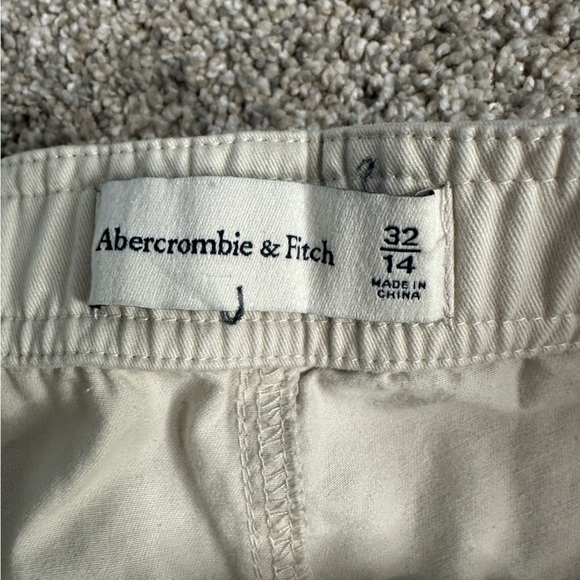 Abercrombie & Fitch
32
14
MADE IN
CHINA
J